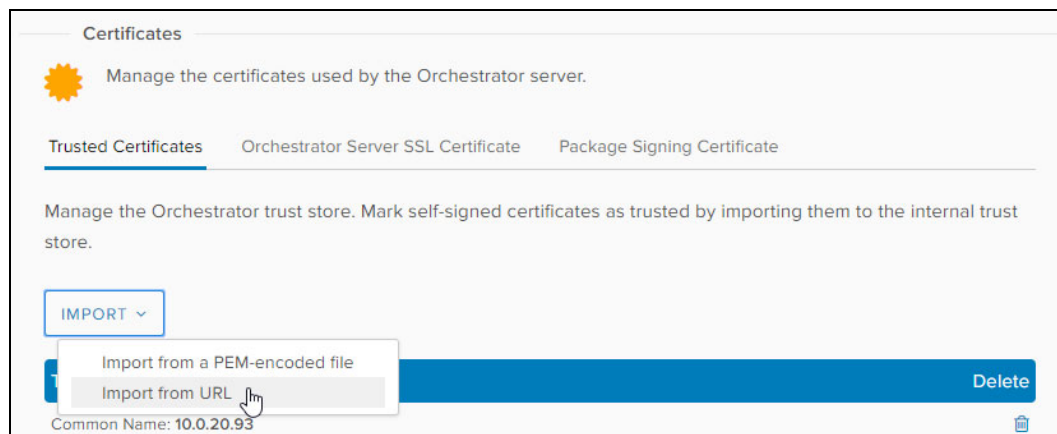 Certificates
Manage the certificates used by the Orchestrator server.
Trusted Certificates Orchestrator Server SSL Certificate Package Signing Certificate
Manage the Orchestrator trust store. Mark self-signed certificates as trusted by importing them to the internal trust
store.
IMPORT
Import from a PEM-encoded file
Import from URL
Delete
Common Name: 10.0.20.93